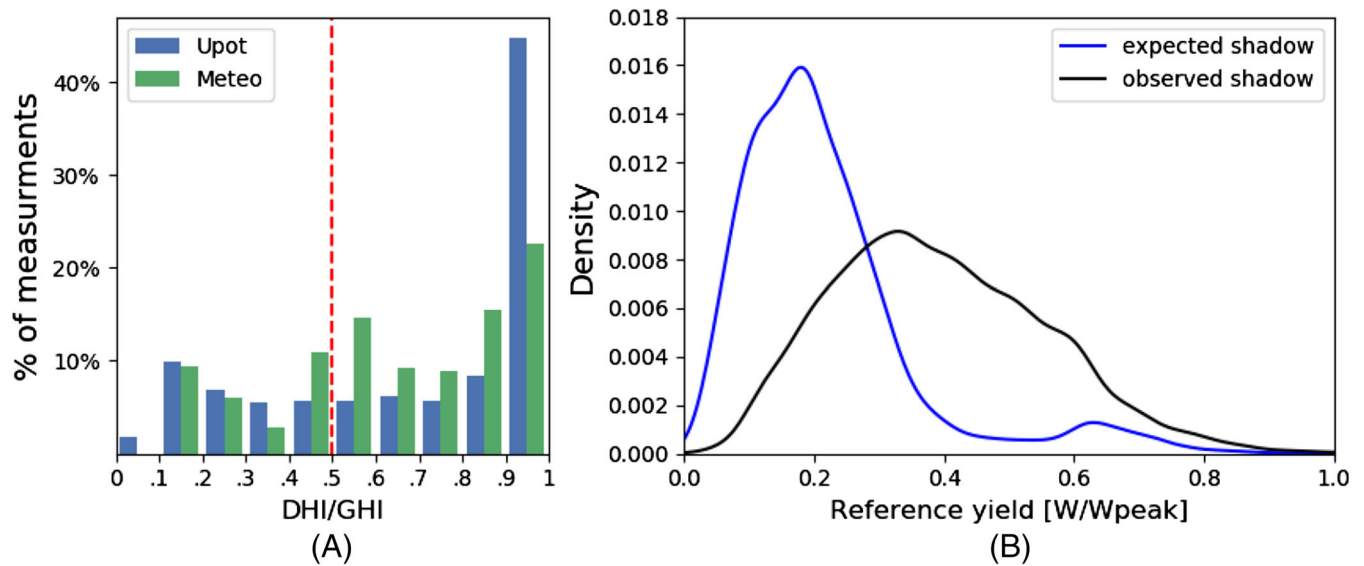 Upot
Meteo
% of measurments
40%
30%
20%
10%
0 .1 .2 .3 .4 .5 .6 .7 .8 .9 1
DHI/GHI
(A)
expected shadow
observed shadow
Density
0.018
0.016
0.014
0.012
0.010
0.008
0.006
0.004
0.002
0.000
0.0 0.2 0.4 0.6 0.8 1.0
Reference yield [W/Wpeak]
(B)